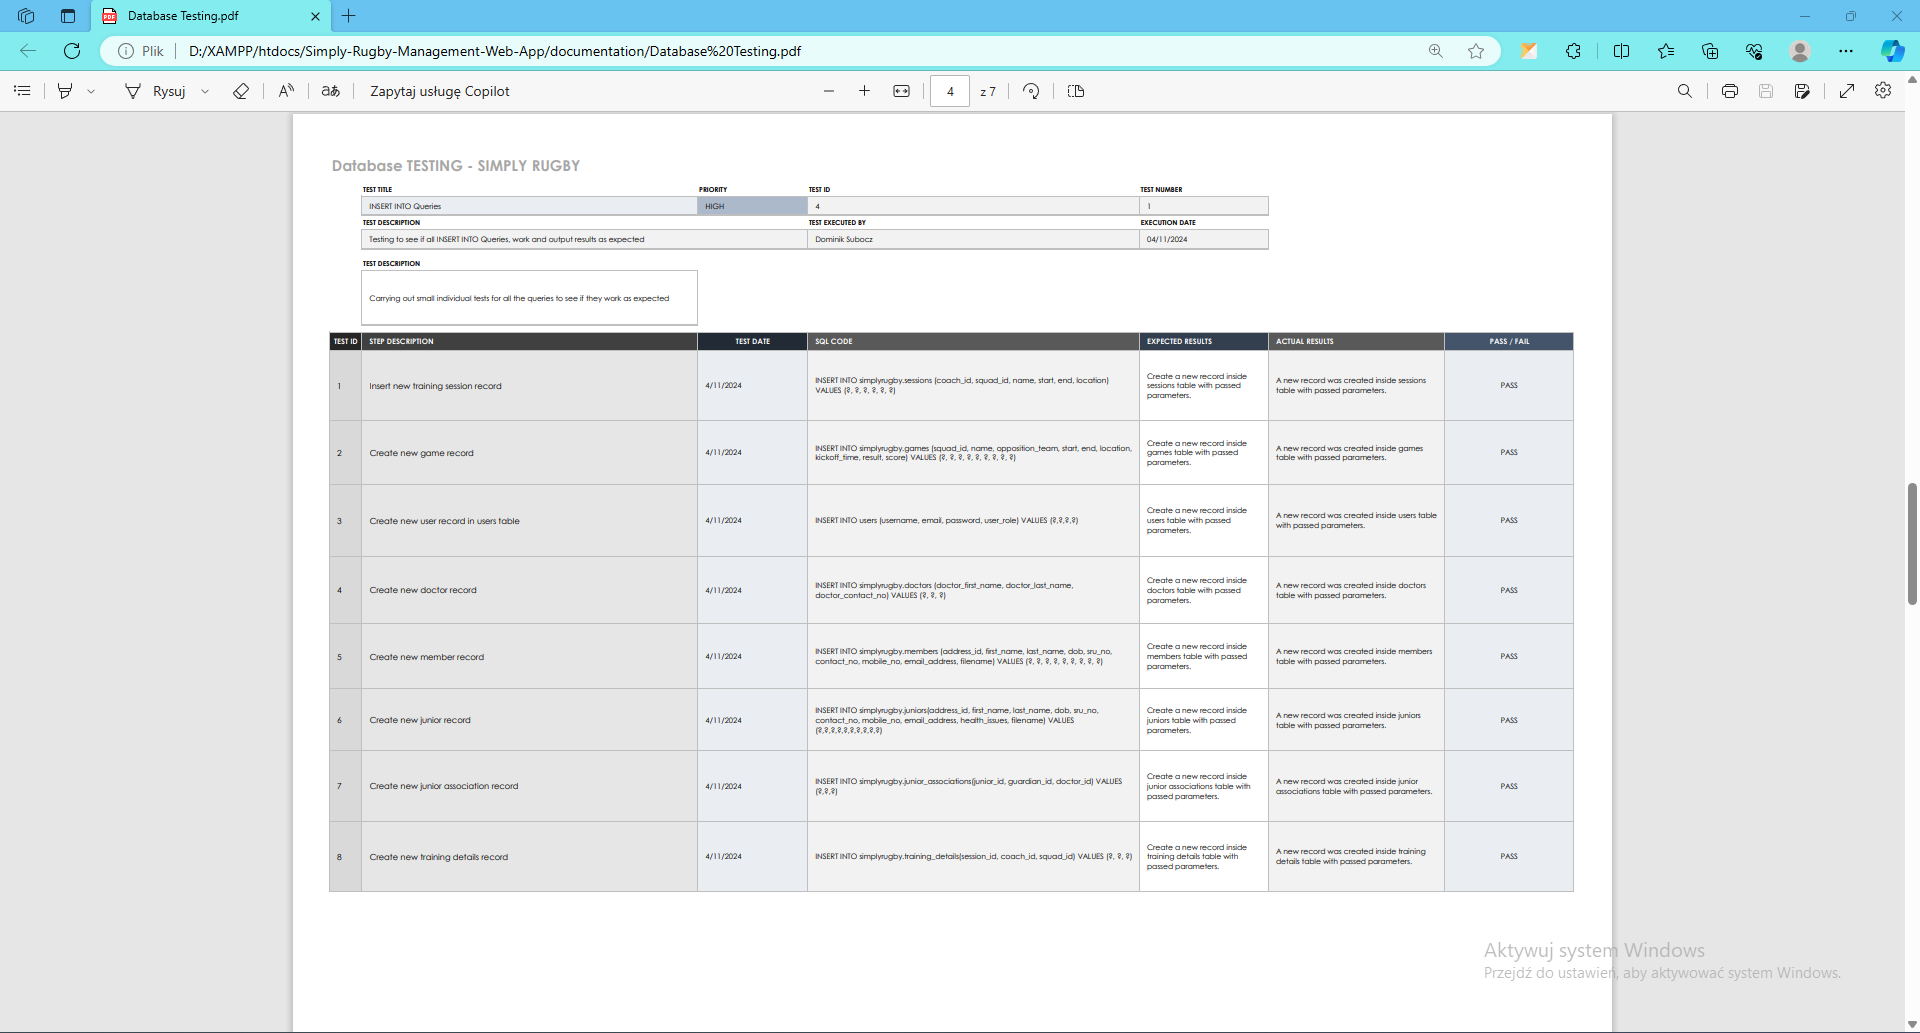 Database Testing.pdf
Plik
D:/XAMPP/htdocs/Simply-Rugby-Management-Web-App/documentation/Database%20Testing.pdf
Rysuj
aあ
Zapytaj usługę Copilot
4
z 7
Database TESTING - SIMPLY RUGBY
TEST TITLE PRIORITY TEST ID TEST NUMBER
INSERT INTO Queries HIGH 4 1
TEST DESCRIPTION TEST EXECUTED BY EXECUTION DATE
Testing to see if all INSERT INTO Queries, work and output results as expected Dominik Subocz 04/11/2024
TEST DESCRIPTION
Carrying out small individual tests for all the queries to see if they work as expected
TEST ID STEP DESCRIPTION TEST DATE SQL CODE EXPECTED RESULTS ACTUAL RESULTS PASS / FAIL
1 Insert new training session record 4/11/2024
INSERT INTO simplyrugby.sessions (coach_id, squad_id, name, start, end, location)
VALUES (?, ?, ?, ?, ?, ?)
Create a new record inside
sessions table with passed
parameters.
A new record was created inside sessions
table with passed parameters.
PASS
2 Create new game record 4/11/2024
INSERT INTO simplyrugby.games (squad_id, name, opposition_team, start, end, location,
kickoff_time, result, score) VALUES (?, ?, ?, ?, ?, ?, ?, ?, ?)
Create a new record inside
games table with passed
parameters.
A new record was created inside games
table with passed parameters.
PASS
3 Create new user record in users table 4/11/2024
INSERT INTO users (username, email, password, user_role) VALUES (?,?,?,?)
Create a new record inside
users table with passed
parameters.
A new record was created inside users table
with passed parameters.
PASS
4 Create new doctor record 4/11/2024
INSERT INTO simplyrugby.doctors (doctor_first_name, doctor_last_name,
doctor_contact_no) VALUES (?, ?, ?)
Create a new record inside
doctors table with passed
parameters.
A new record was created inside doctors
table with passed parameters.
PASS
5 Create new member record 4/11/2024
INSERT INTO simplyrugby.members (address_id, first_name, last_name, dob, sru_no,
contact_no, mobile_no, email_address, filename) VALUES (?, ?, ?, ?, ?, ?, ?, ?, ?)
Create a new record inside
members table with passed
parameters.
A new record was created inside members
table with passed parameters.
PASS
6 Create new junior record 4/11/2024
INSERT INTO simplyrugby.juniors(address_id, first_name, last_name, dob, sru_no,
contact_no, mobile_no, email_address, health_issues, filename) VALUES
(?,?,?,?,?,?,?,?,?,?)
Create a new record inside
juniors table with passed
parameters.
A new record was created inside juniors
table with passed parameters.
PASS
7 Create new junior association record 4/11/2024
INSERT INTO simplyrugby.junior_associations(junior_id, guardian_id, doctor_id) VALUES
(?,?,?)
Create a new record inside
junior associations table with
passed parameters.
A new record was created inside junior
associations table with passed parameters.
PASS
8 Create new training details record 4/11/2024
INSERT INTO simplyrugby.training_details(session_id, coach_id, squad_id) VALUES (?, ?, ?)
Create a new record inside
training details table with
passed parameters.
A new record was created inside training
details table with passed parameters.
PASS
Aktywuj system Windows
Przejdź do ustawień, aby aktywować system Windows.